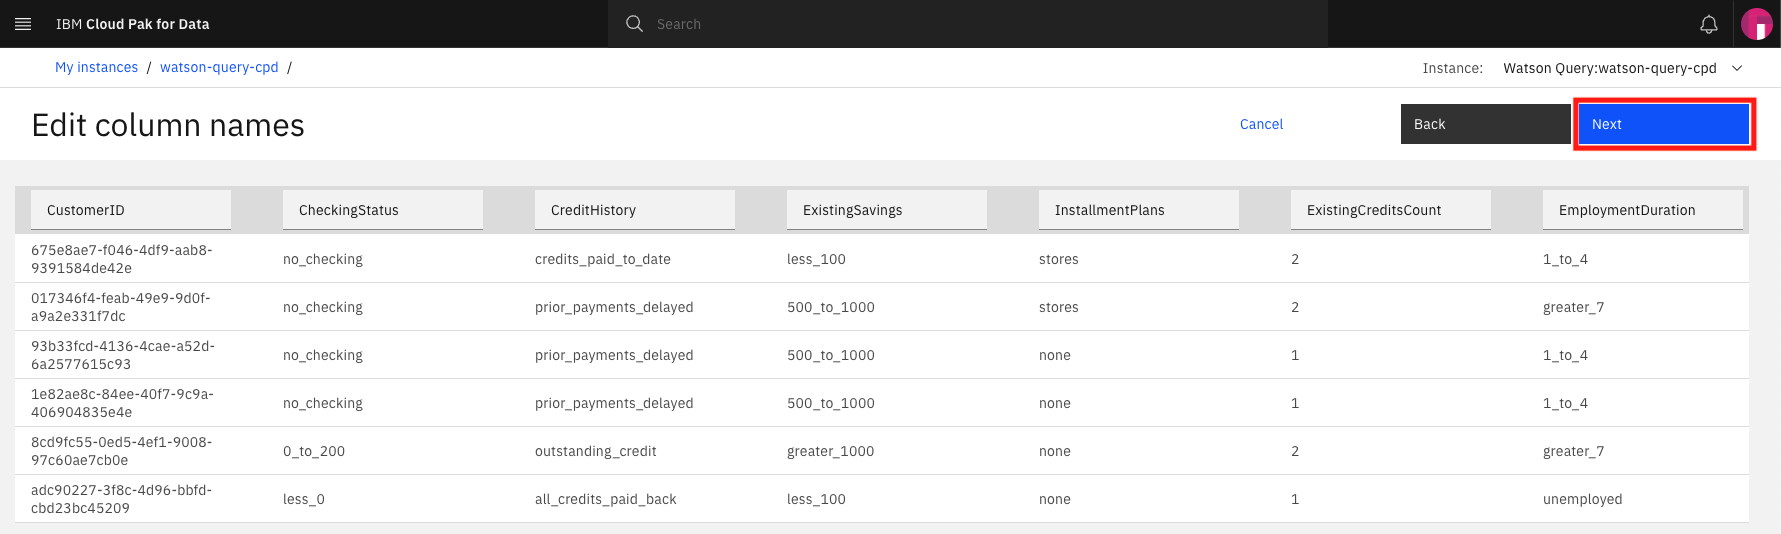 IBM Cloud Pak for Data
Search
My instances / watson-query-cpd /
Instance: Watson Query:watson-query-cpd
Edit column names
Cancel
Back
Next
CustomerID CheckingStatus CreditHistory ExistingSavings InstallmentPlans ExistingCreditsCount EmploymentDuration
675e8ae7-f046-4df9-aab8-
9391584de42e no_checking credits_paid_to_date less_100 stores 2 1_to_4
017346f4-feab-49e9-9d0f-
a9a2e331f7dc no_checking prior_payments_delayed 500_to_1000 stores 2 greater_7
93b33fcd-4136-4cae-a52d-
6a2577615c93 no_checking prior_payments_delayed 500_to_1000 none 1 1_to_4
1e82ae8c-84ee-40f7-9c9a-
406904835e4e no_checking prior_payments_delayed 500_to_1000 none 1 1_to_4
8cd9fc55-0ed5-4ef1-9008-
97c60ae7cb0e 0_to_200 outstanding_credit greater_1000 none 2 greater_7
adc90227-3f8c-4d96-bbfd-
cbd23bc45209 less_0 all_credits_paid_back less_100 none 1 unemployed